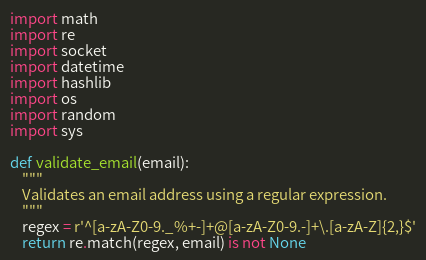 import math
import re
import socket
import datetime
import hashlib
import os
import random
import sys

def validate_email(email):
    """
    Validates an email address using a regular expression.
    """
    regex = r'^[a-zA-Z0-9._%+-]+@[a-zA-Z0-9.-]+\.[a-zA-Z]{2,}$'
    return re.match(regex, email) is not None